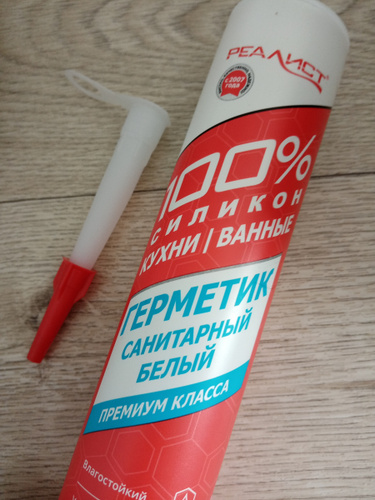 РЕАЛИСТ
С 2007
ГОДА
100%
СИЛИКОН
КУХНИ | ВАННЫЕ
ГЕРМЕТИК
САНИТАРНЫЙ
БЕЛЫЙ
ПРЕМИУМ КЛАССА
Влагостойкий